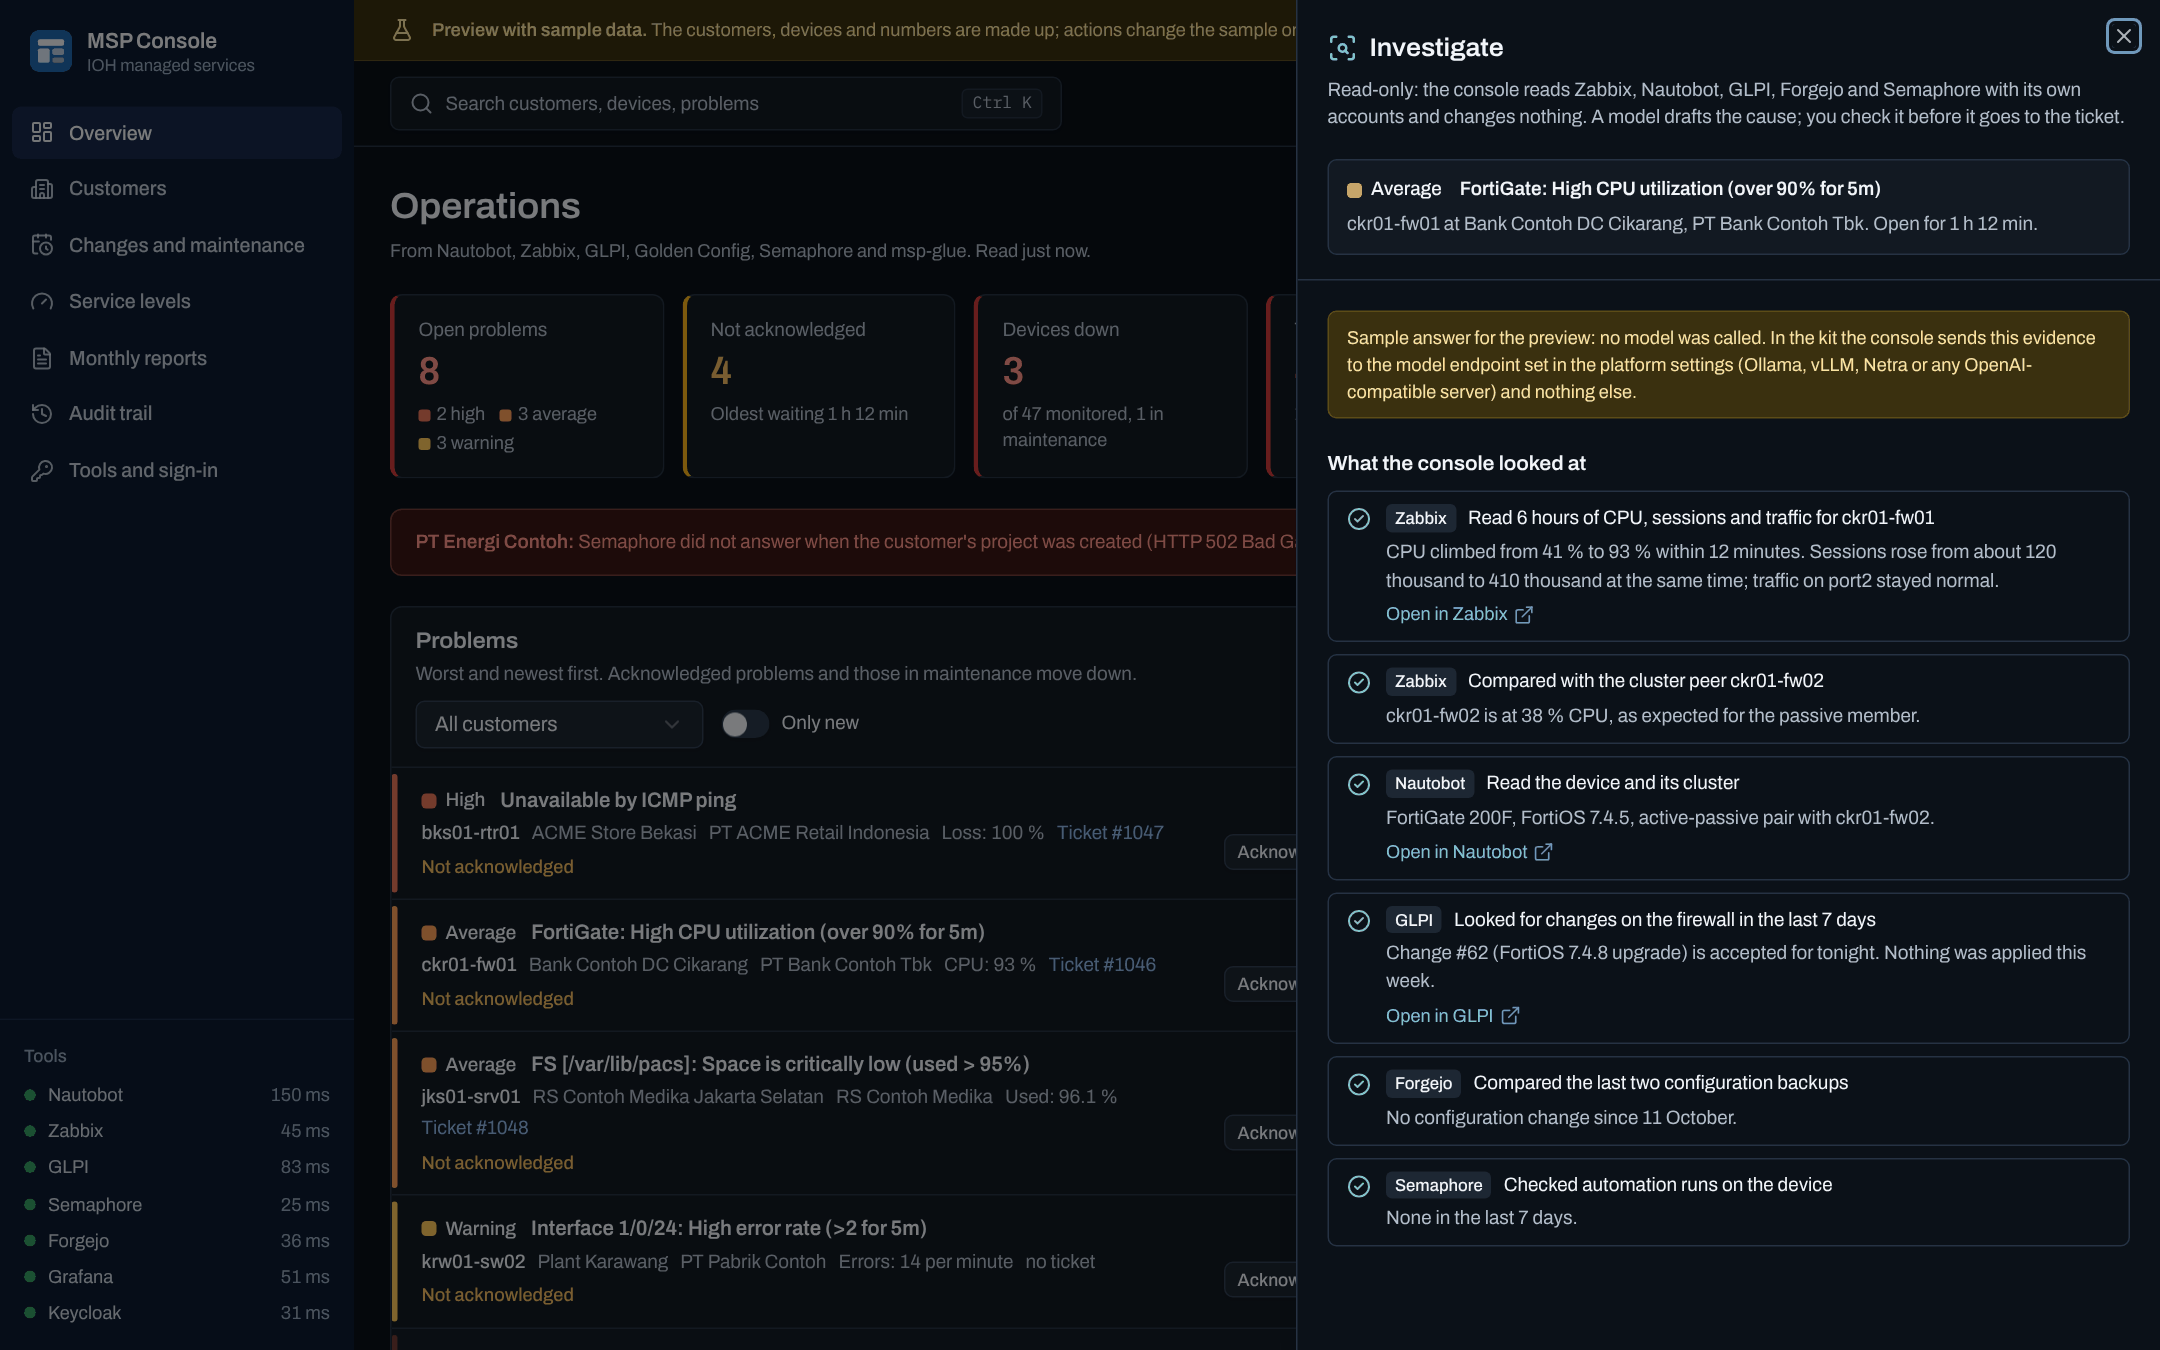 MSP Console
IOH managed services
Overview
Customers
Changes and maintenance
Service levels
Monthly reports
Audit trail
Tools and sign-in
Tools
Nautobot 150 ms
Zabbix 45 ms
GLPI 83 ms
Semaphore 25 ms
Forgejo 36 ms
Grafana 51 ms
Keycloak 31 ms
Preview with sample data. The customers, devices and numbers are made up; actions change the sample
Search customers, devices, problems Ctrl K
Operations
From Nautobot, Zabbix, GLPI, Golden Config, Semaphore and msp-glue. Read just now.
Open problems
8
2 high 3 average
3 warning
Not acknowledged
4
Oldest waiting 1 h 12 min
Devices down
3
of 47 monitored, 1 in
maintenance
PT Energi Contoh: Semaphore did not answer when the customer's project was created (HTTP 502 Bad
Problems
Worst and newest first. Acknowledged problems and those in maintenance move down.
All customers Only new
High Unavailable by ICMP ping
bks01-rtr01 ACME Store Bekasi PT ACME Retail Indonesia Loss: 100 % Ticket #1047
Not acknowledged
Acknow
Average FortiGate: High CPU utilization (over 90% for 5m)
ckr01-fw01 Bank Contoh DC Cikarang PT Bank Contoh Tbk CPU: 93 % Ticket #1046
Not acknowledged
Acknow
Average FS [/var/lib/pacs]: Space is critically low (used > 95%)
jks01-srv01 RS Contoh Medika Jakarta Selatan RS Contoh Medika Used: 96.1 %
Ticket #1048
Not acknowledged
Acknow
Warning Interface 1/0/24: High error rate (>2 for 5m)
krw01-sw02 Plant Karawang PT Pabrik Contoh Errors: 14 per minute no ticket
Not acknowledged
Acknow
Investigate
Read-only: the console reads Zabbix, Nautobot, GLPI, Forgejo and Semaphore with its own
accounts and changes nothing. A model drafts the cause; you check it before it goes to the ticket.
Average FortiGate: High CPU utilization (over 90% for 5m)
ckr01-fw01 at Bank Contoh DC Cikarang, PT Bank Contoh Tbk. Open for 1 h 12 min.
Sample answer for the preview: no model was called. In the kit the console sends this evidence
to the model endpoint set in the platform settings (Ollama, vLLM, Netra or any OpenAI-
compatible server) and nothing else.
What the console looked at
Zabbix Read 6 hours of CPU, sessions and traffic for ckr01-fw01
CPU climbed from 41 % to 93 % within 12 minutes. Sessions rose from about 120
thousand to 410 thousand at the same time; traffic on port2 stayed normal.
Open in Zabbix
Zabbix Compared with the cluster peer ckr01-fw02
ckr01-fw02 is at 38 % CPU, as expected for the passive member.
Nautobot Read the device and its cluster
FortiGate 200F, FortiOS 7.4.5, active-passive pair with ckr01-fw02.
Open in Nautobot
GLPI Looked for changes on the firewall in the last 7 days
Change #62 (FortiOS 7.4.8 upgrade) is accepted for tonight. Nothing was applied this
week.
Open in GLPI
Forgejo Compared the last two configuration backups
No configuration change since 11 October.
Semaphore Checked automation runs on the device
None in the last 7 days.